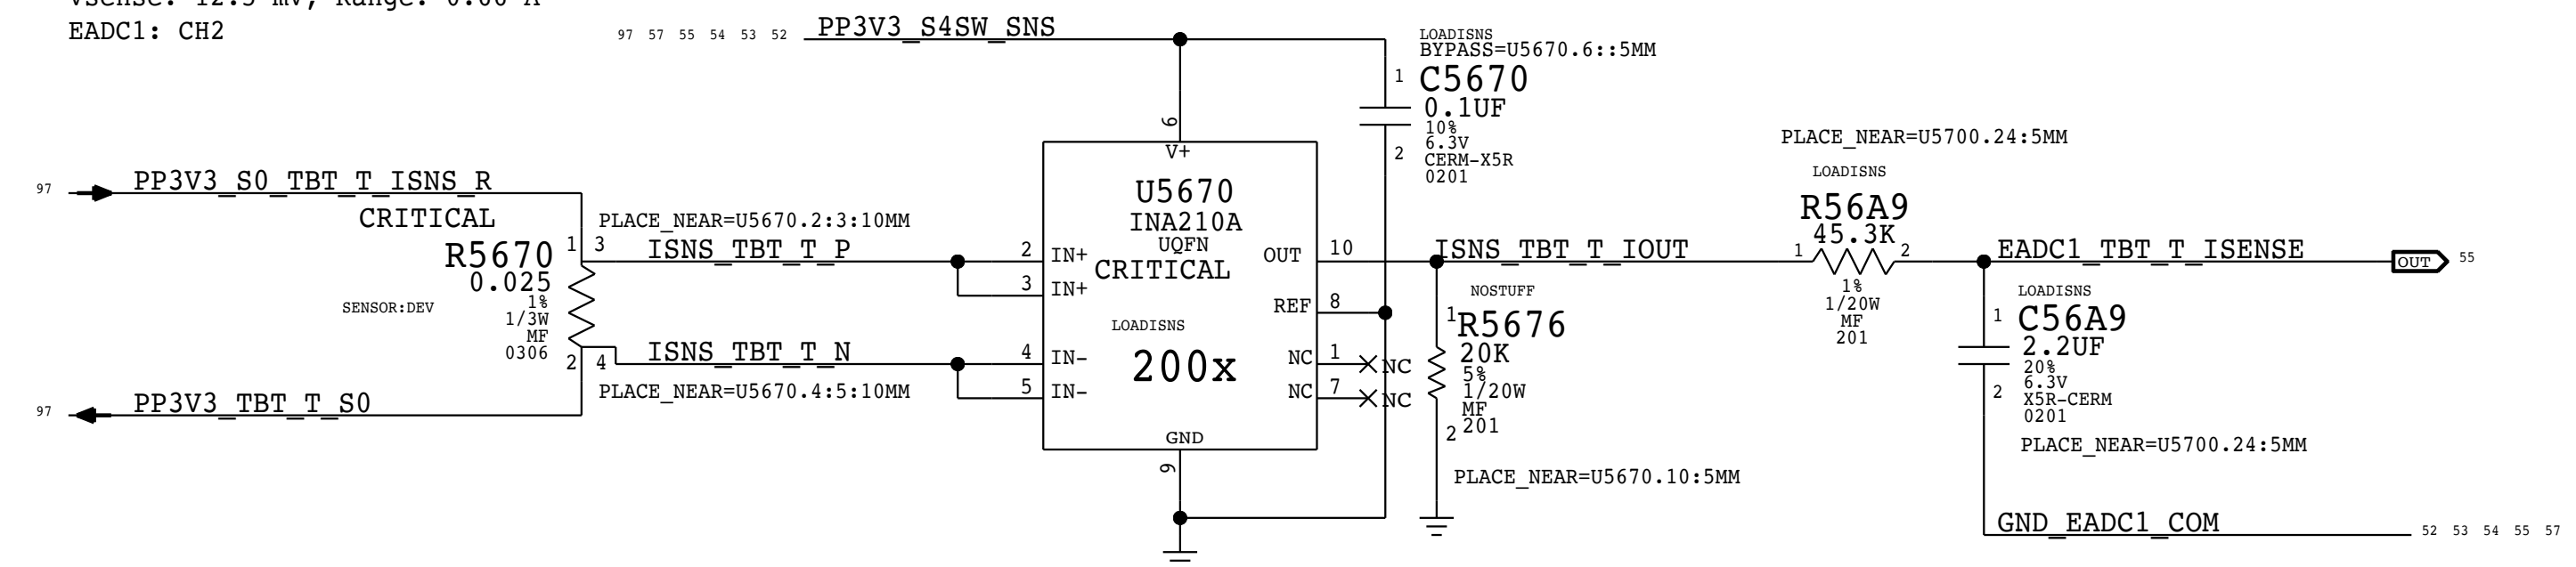 EADC1: CH2
97 57 55 54 53 52 PP3V3_S4SW_SNS
LOADISNS
BYPASS=U5670.6::5MM
1
C5670
0.1UF
10%
6.3V
CERM-X5R
0201
2
6
V+
U5670
INA210A
UQFN
CRITICAL
LOADISNS
200x
97 PP3V3_S0_TBT_T_ISNS_R
CRITICAL
R5670
0.025
1%
1/3W
MF
0306
SENSOR:DEV
1 3
2 4
PLACE_NEAR=U5670.2:3:10MM
ISNS_TBT_T_P
2 IN+
3 IN+
ISNS_TBT_T_N
4 IN-
5 IN-
PLACE_NEAR=U5670.4:5:10MM
97 PP3V3_TBT_T_S0
OUT 10
REF 8
NC 1 NC
NC 7 NC
GND
9
ISNS_TBT_T_IOUT
NOSTUFF
1
R5676
20K
5%
1/20W
MF
201
2
PLACE_NEAR=U5670.10:5MM
PLACE_NEAR=U5700.24:5MM
LOADISNS
R56A9
45.3K
1 2
1%
1/20W
MF
201
EADC1_TBT_T_ISENSE
OUT 55
LOADISNS
1
C56A9
2.2UF
20%
6.3V
X5R-CERM
0201
2
PLACE_NEAR=U5700.24:5MM
GND_EADC1_COM 52 53 54 55 57